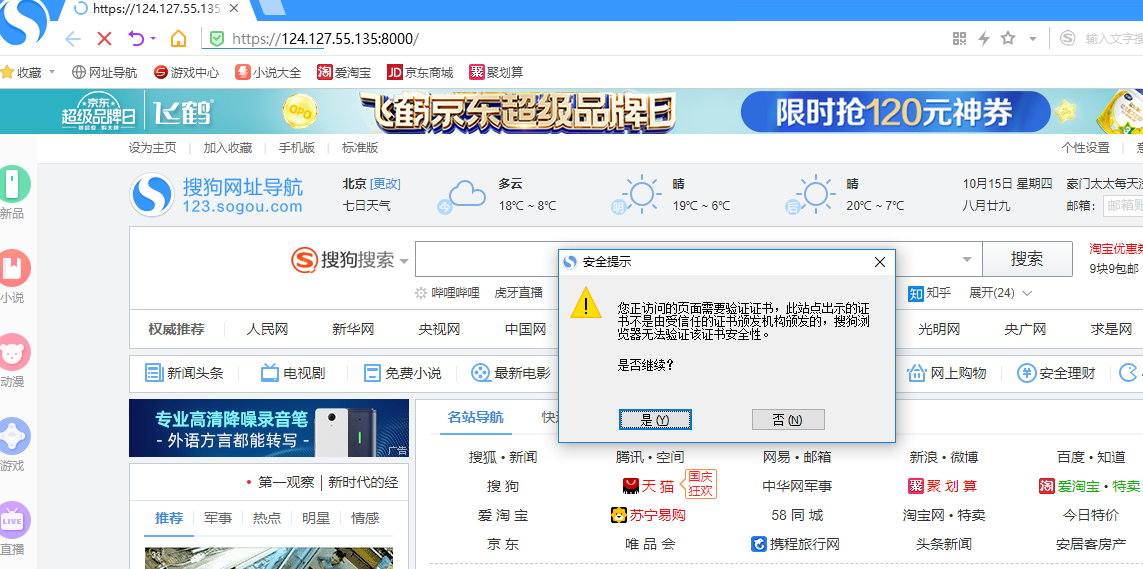 https://124.127.55.135
https://124.127.55.135:8000/
输入文字搜
收藏 网址导航 游戏中心 小说大全 爱淘宝 京东商城 聚划算
京东
超级品牌日
飞鹤
OPO
飞鹤京东超级品牌日
限时抢120元神券
设为主页 加入收藏 手机版 标准版 个性设置
搜狗网址导航
123.sogou.com
北京 [更改]
七日天气
今 多云
18℃ ~ 8℃
明 晴
19℃ ~ 6℃
后 晴
20℃ ~ 7℃
10月15日 星期四
八月廿九
豪门太太每天
邮箱: 邮箱账
新品
小说
动漫
游戏
LIVE
直播
搜狗搜索
搜索
淘宝优惠券
9块9包邮
哔哩哔哩 虎牙直播 知乎 展开(24)
安全提示
您正访问的页面需要验证证书，此站点出示的证
书不是由受信任的证书颁发机构颁发的，搜狗浏
览器无法验证该证书安全性。
是否继续?
是(Y) 否(N)
权威推荐 人民网 新华网 央视网 中国网 光明网 央广网 求是网
新闻头条 电视剧 免费小说 最新电影 网上购物 安全理财
专业高清降噪录音笔
- 外语方言都能转写 -
广告
第一观察 | 新时代的经
推荐 军事 热点 明星 情感
名站导航
搜狐 • 新闻 腾讯 • 空间 网易 • 邮箱 新浪 • 微博 百度 • 知道
搜 狗 天 猫 国庆狂欢 中华网军事 聚 划 算 爱淘宝 • 特卖
爱 淘 宝 苏宁易购 58 同 城 淘宝网 • 特卖 今日特价
京 东 唯 品 会 携程旅行网 头条新闻 安居客房产